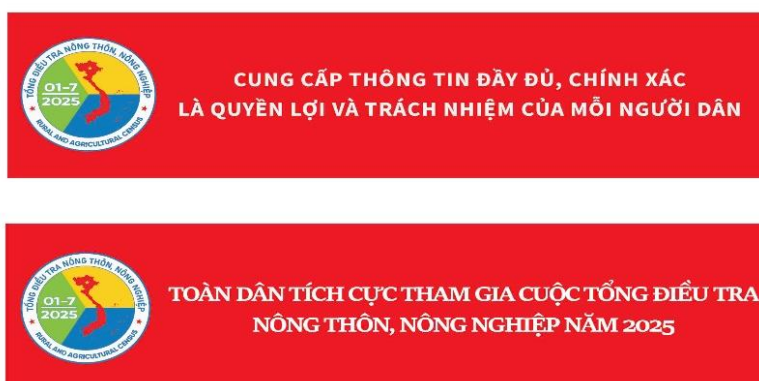 TỔNG ĐIỀU TRA NÔNG THÔN, NÔNG NGHIỆP
01-7
2025
RURAL AND AGRICULTURAL CENSUS
CUNG CẤP THÔNG TIN ĐẦY ĐỦ, CHÍNH XÁC
LÀ QUYỀN LỢI VÀ TRÁCH NHIỆM CỦA MỖI NGƯỜI DÂN
TỔNG ĐIỀU TRA NÔNG THÔN, NÔNG NGHIỆP
01-7
2025
RURAL AND AGRICULTURAL CENSUS
TOÀN DÂN TÍCH CỰC THAM GIA CUỘC TỔNG ĐIỀU TRA
NÔNG THÔN, NÔNG NGHIỆP NĂM 2025